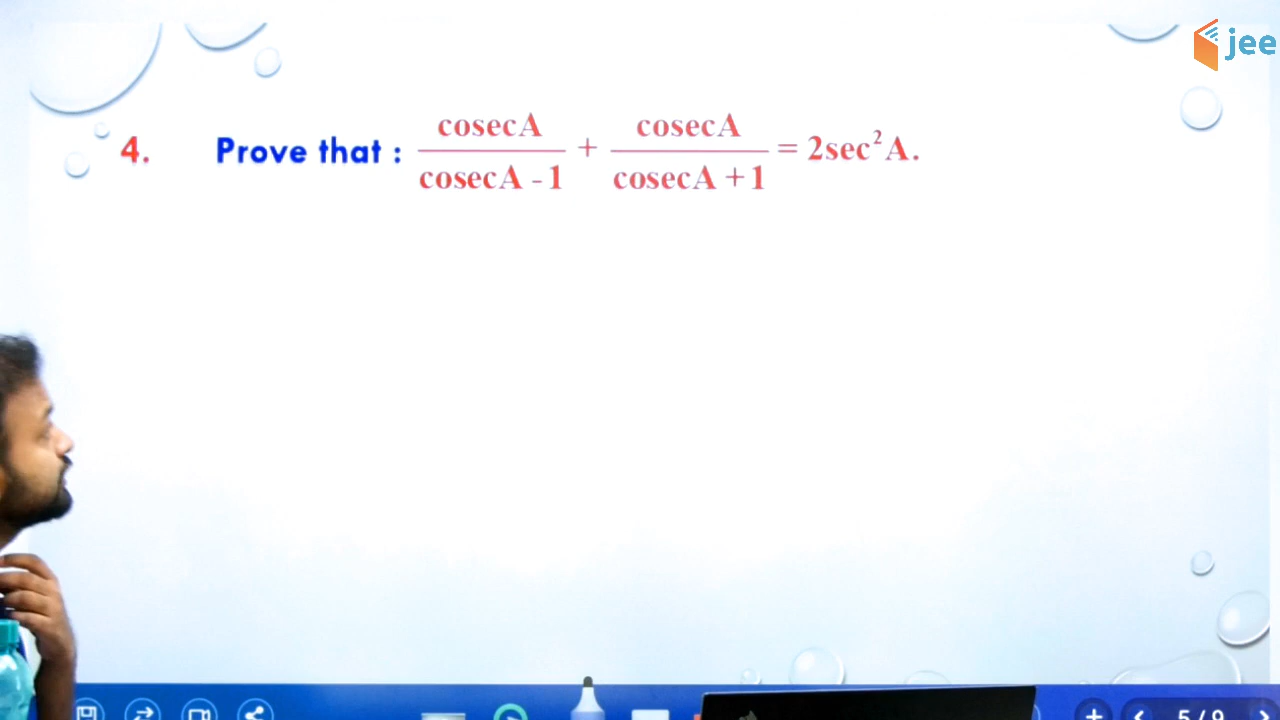 jee
4. Prove that : cosecA / cosecA - 1 + cosecA / cosecA + 1 = 2sec²A.
5 / 9